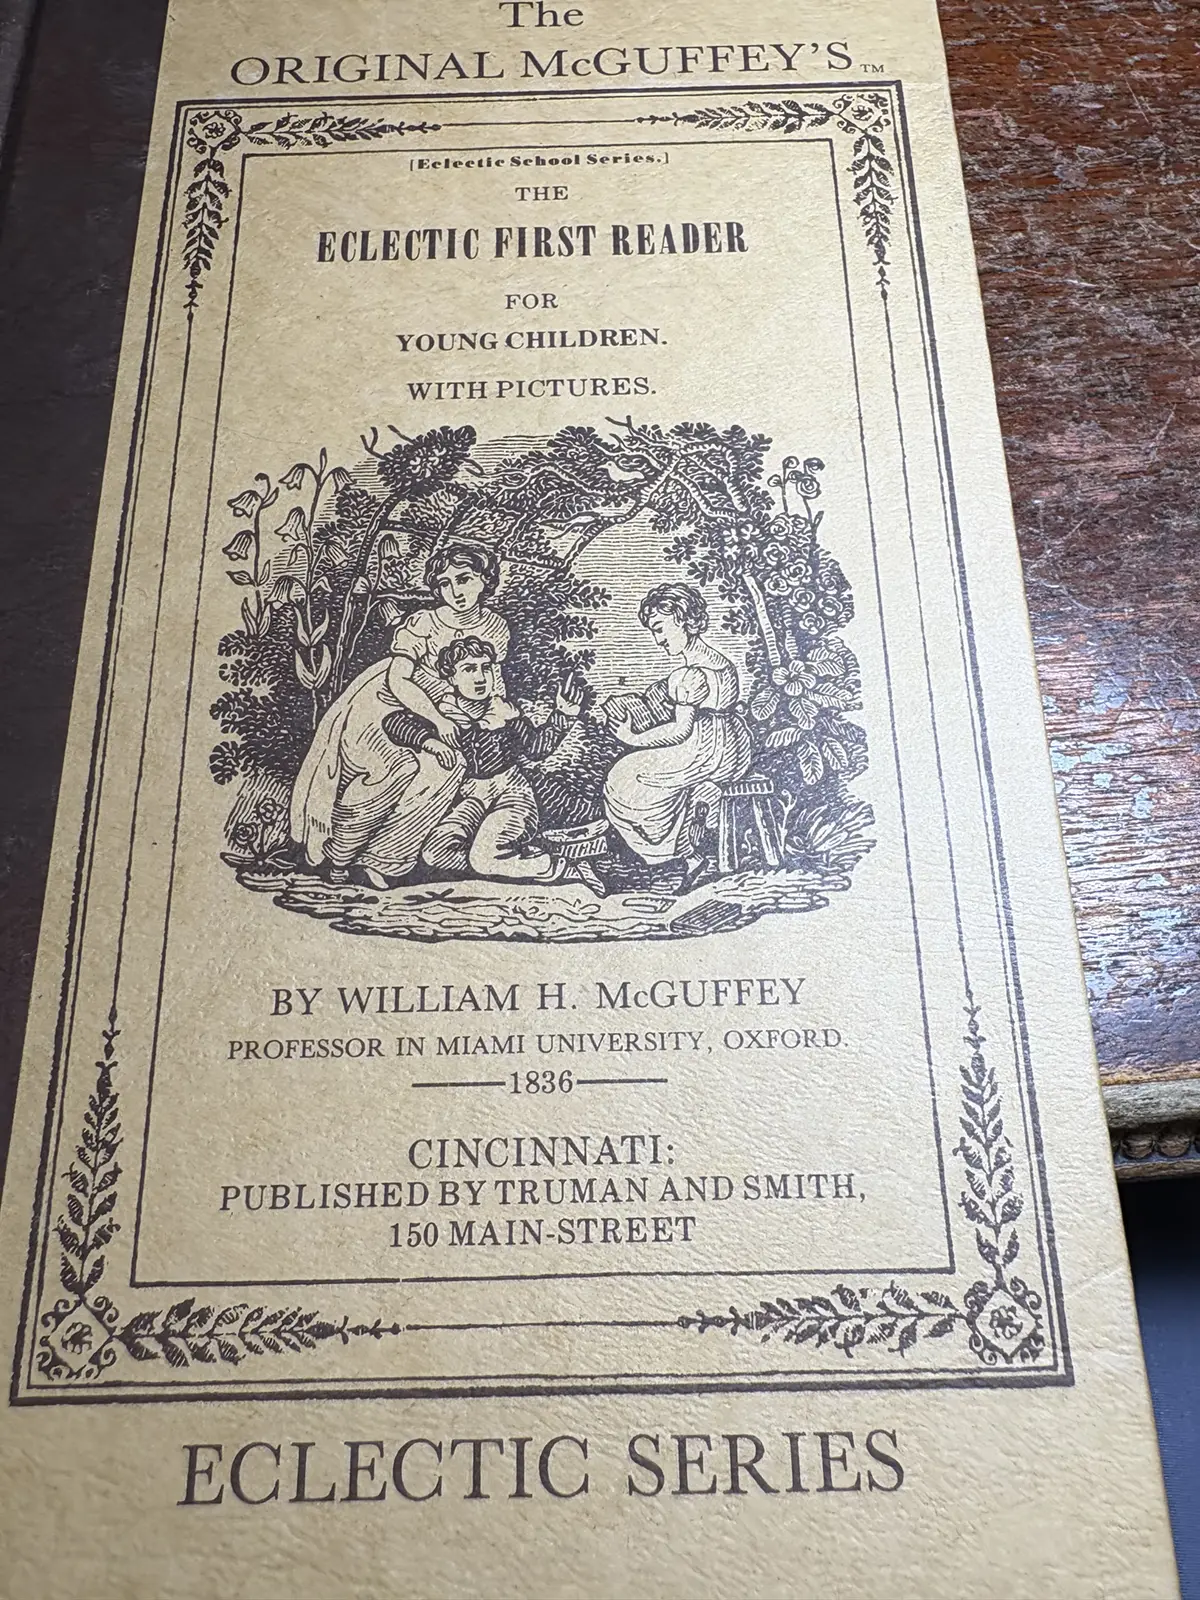 The
ORIGINAL McGUFFEY'S™
[Eclectic School Series.]
THE
ECLECTIC FIRST READER
FOR
YOUNG CHILDREN.
WITH PICTURES.
BY WILLIAM H. McGUFFEY
PROFESSOR IN MIAMI UNIVERSITY, OXFORD.
1836
CINCINNATI:
PUBLISHED BY TRUMAN AND SMITH,
150 MAIN-STREET
ECLECTIC SERIES